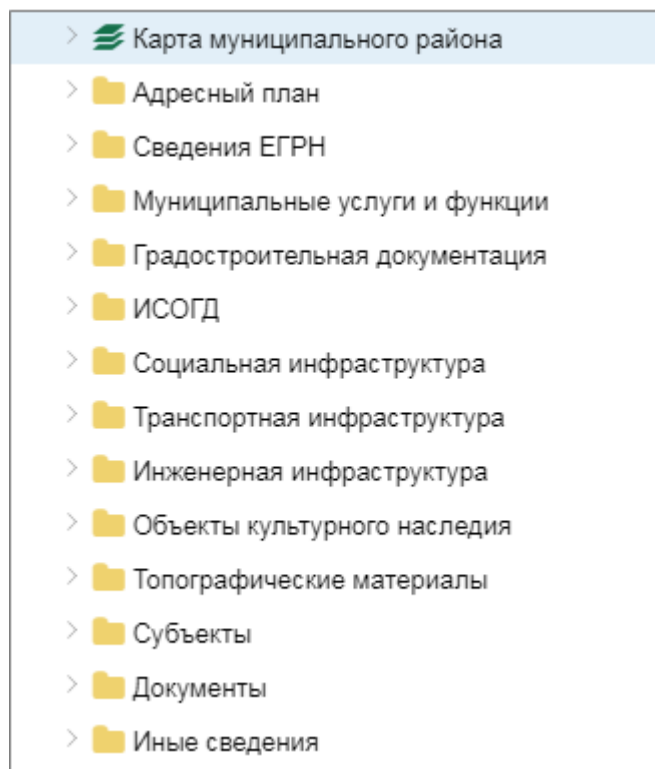 Карта муниципального района
Адресный план
Сведения ЕГРН
Муниципальные услуги и функции
Градостроительная документация
ИСОГД
Социальная инфраструктура
Транспортная инфраструктура
Инженерная инфраструктура
Объекты культурного наследия
Топографические материалы
Субъекты
Документы
Иные сведения